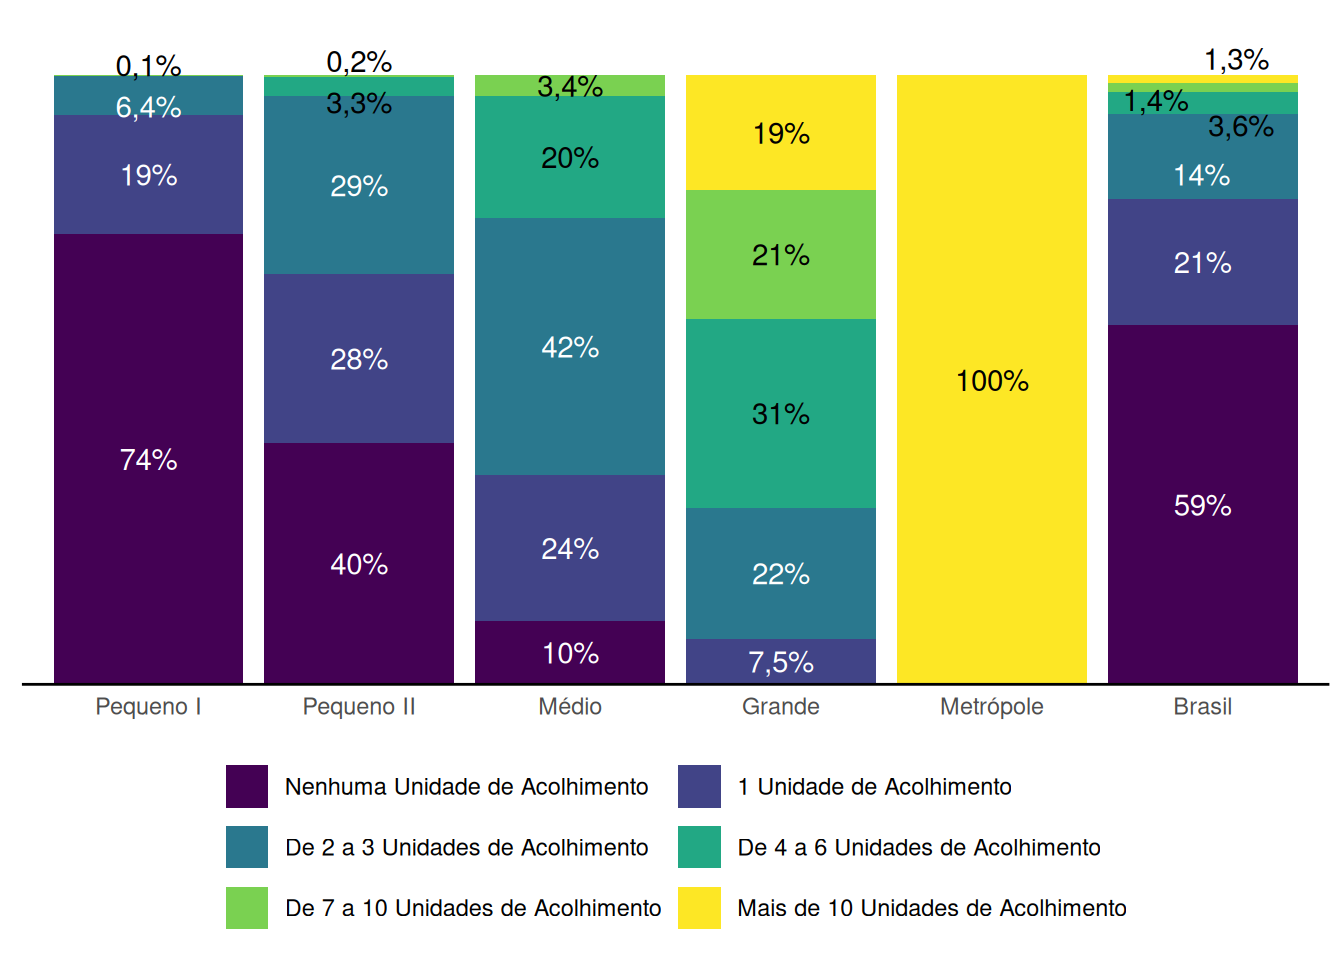 0,1%
6,4%
19%
74%
0,2%
3,3%
29%
28%
40%
3,4%
20%
42%
24%
10%
19%
21%
31%
22%
7,5%
100%
1,3%
1,4%
3,6%
14%
21%
59%
Pequeno I
Pequeno II
Médio
Grande
Metrópole
Brasil
Nenhuma Unidade de Acolhimento
1 Unidade de Acolhimento
De 2 a 3 Unidades de Acolhimento
De 4 a 6 Unidades de Acolhimento
De 7 a 10 Unidades de Acolhimento
Mais de 10 Unidades de Acolhimento